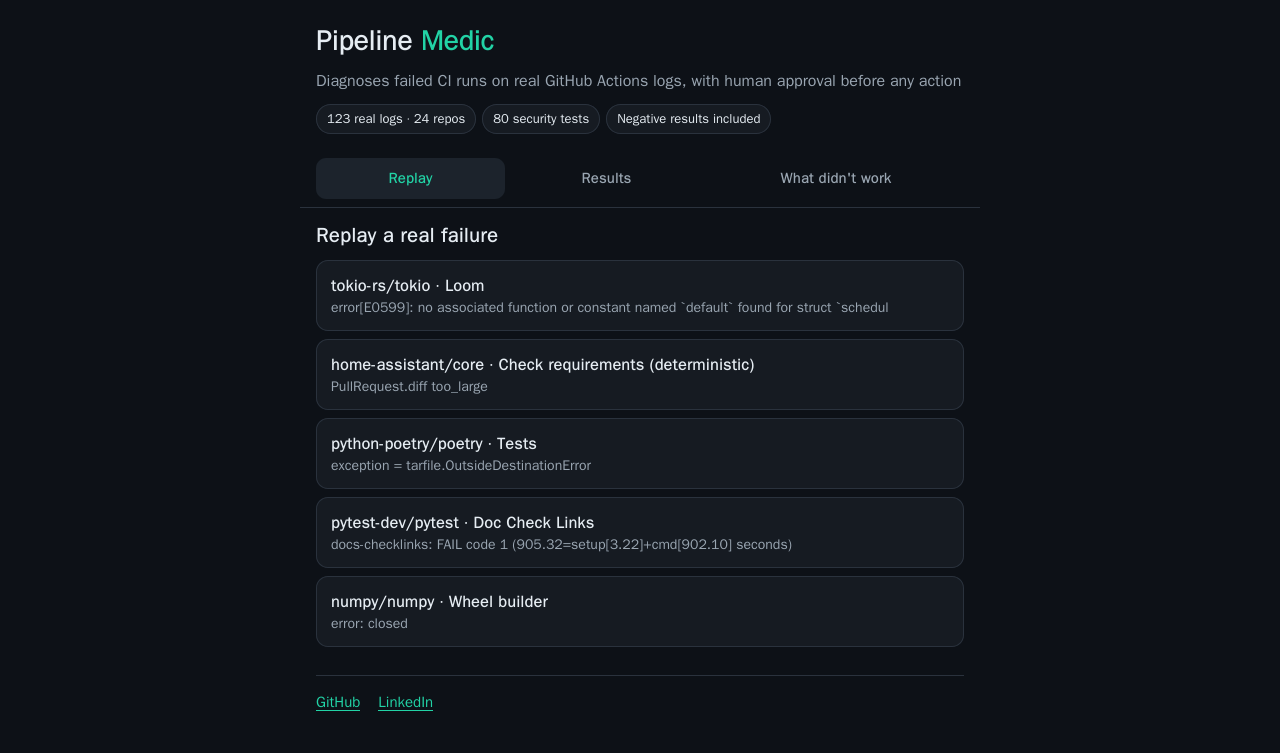 Pipeline Medic
Diagnoses failed CI runs on real GitHub Actions logs, with human approval before any action
123 real logs · 24 repos
80 security tests
Negative results included
Replay
Results
What didn't work
Replay a real failure
tokio-rs/tokio · Loom
error[E0599]: no associated function or constant named `default` found for struct `schedul
home-assistant/core · Check requirements (deterministic)
PullRequest.diff too_large
python-poetry/poetry · Tests
exception = tarfile.OutsideDestinationError
pytest-dev/pytest · Doc Check Links
docs-checklinks: FAIL code 1 (905.32=setup[3.22]+cmd[902.10] seconds)
numpy/numpy · Wheel builder
error: closed
GitHub
LinkedIn